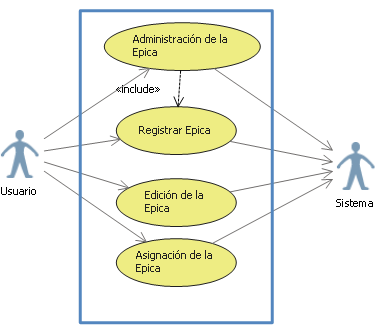 Administración de la
Epica
«include»
Registrar Epica
Usuario
Edición de la
Epica
Sistema
Asignación de la
Epica